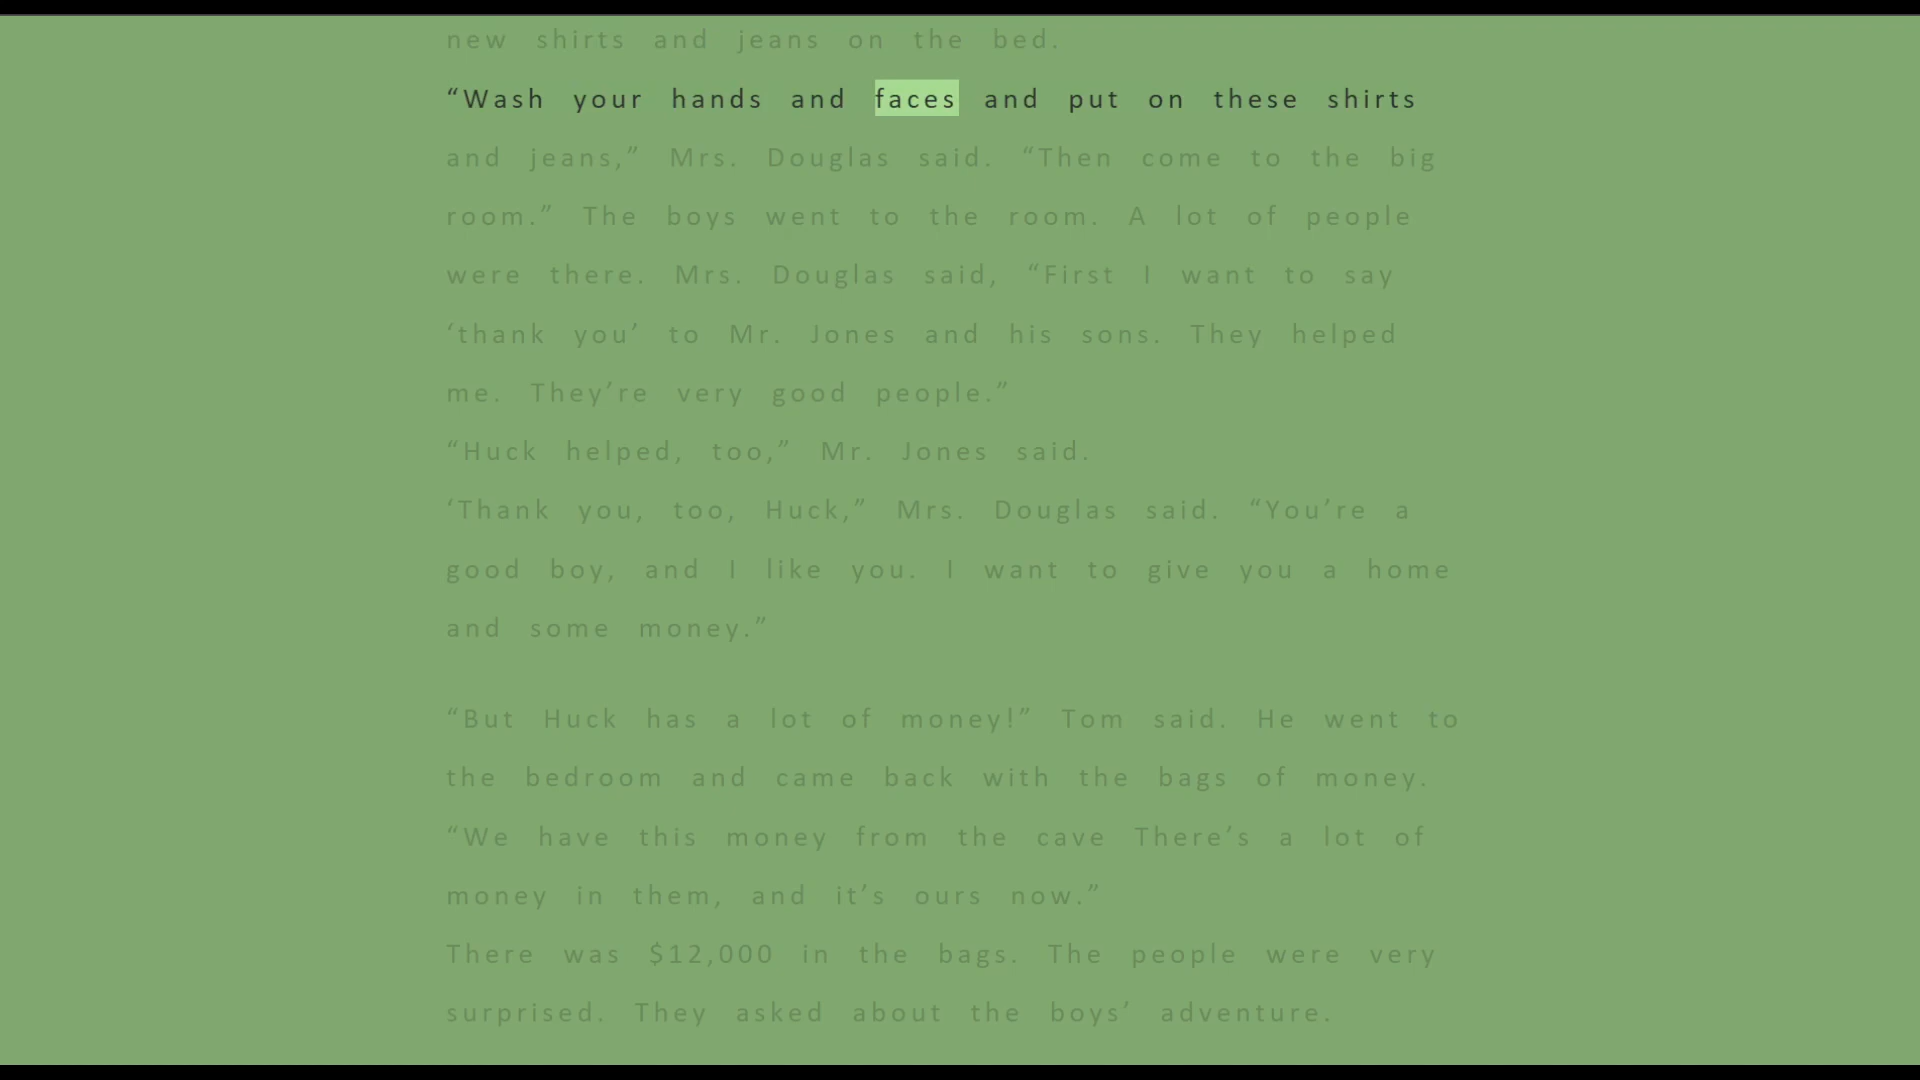 new shirts and jeans on the bed.
“Wash your hands and faces and put on these shirts
and jeans,” Mrs. Douglas said. “Then come to the big
room.” The boys went to the room. A lot of people
were there. Mrs. Douglas said, “First I want to say
‘thank you’ to Mr. Jones and his sons. They helped
me. They’re very good people.”
“Huck helped, too,” Mr. Jones said.
‘Thank you, too, Huck,” Mrs. Douglas said. “You’re a
good boy, and I like you. I want to give you a home
and some money.”
“But Huck has a lot of money!” Tom said. He went to
the bedroom and came back with the bags of money.
“We have this money from the cave There’s a lot of
money in them, and it’s ours now.”
There was $12,000 in the bags. The people were very
surprised. They asked about the boys’ adventure.